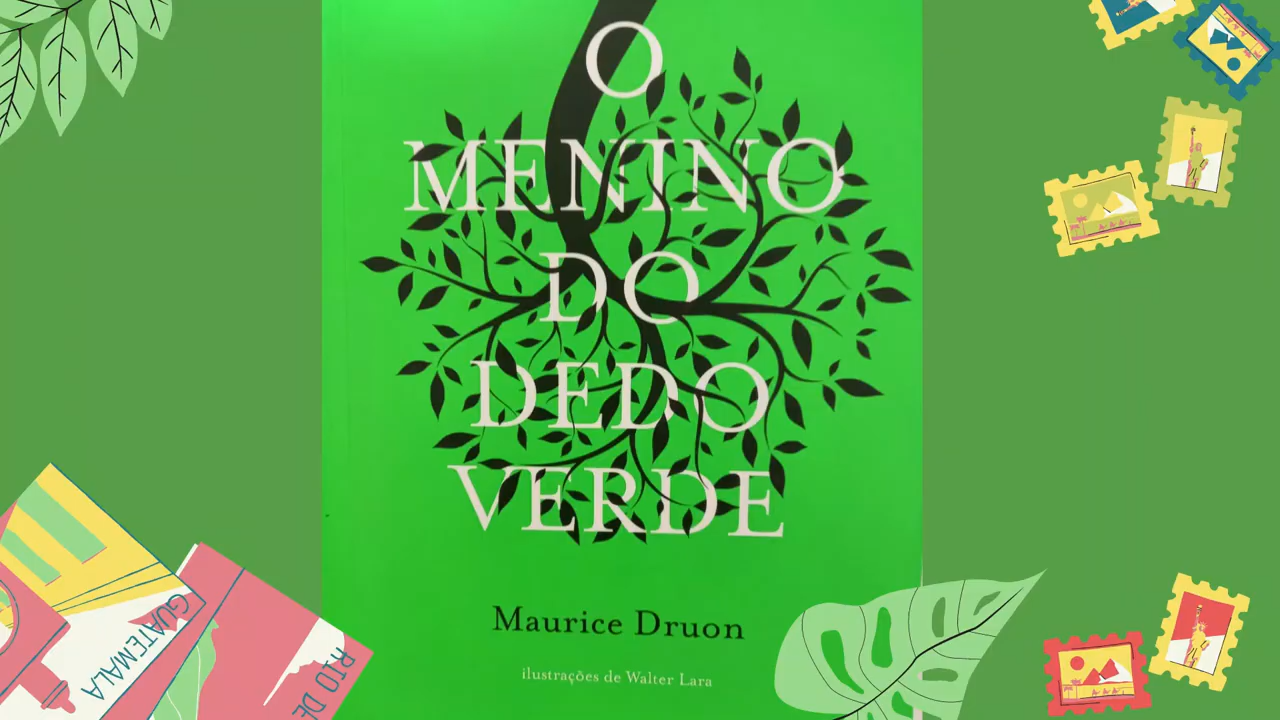 O
MENINO
DO
DEDO
VERDE
Maurice Druon
ilustrações de Walter Lara
GUATEMALA
RIO DE